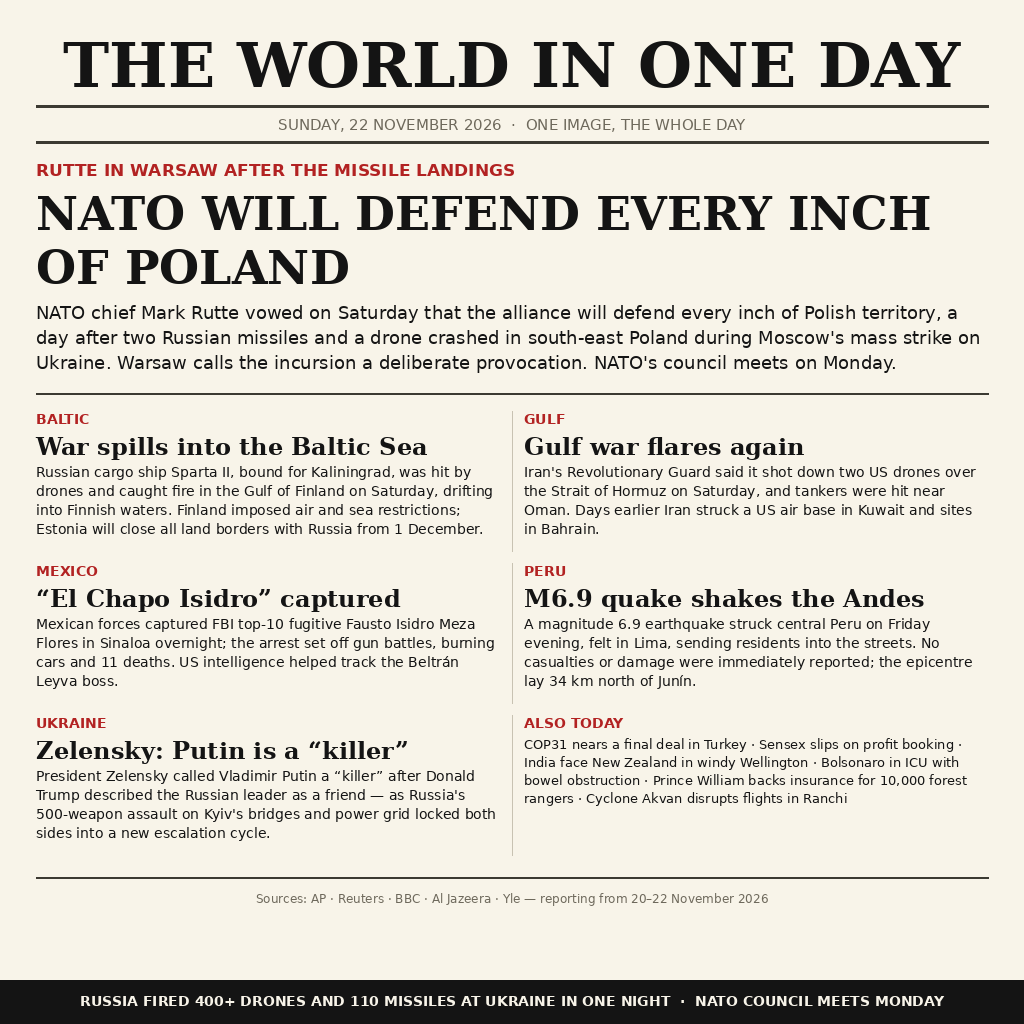 THE WORLD IN ONE DAY
SUNDAY, 22 NOVEMBER 2026 · ONE IMAGE, THE WHOLE DAY
RUTTE IN WARSAW AFTER THE MISSILE LANDINGS
NATO WILL DEFEND EVERY INCH
OF POLAND
NATO chief Mark Rutte vowed on Saturday that the alliance will defend every inch of Polish territory, a
day after two Russian missiles and a drone crashed in south-east Poland during Moscow's mass strike on
Ukraine. Warsaw calls the incursion a deliberate provocation. NATO's council meets on Monday.
BALTIC
War spills into the Baltic Sea
Russian cargo ship Sparta II, bound for Kaliningrad, was hit by
drones and caught fire in the Gulf of Finland on Saturday, drifting
into Finnish waters. Finland imposed air and sea restrictions;
Estonia will close all land borders with Russia from 1 December.
GULF
Gulf war flares again
Iran's Revolutionary Guard said it shot down two US drones over
the Strait of Hormuz on Saturday, and tankers were hit near
Oman. Days earlier Iran struck a US air base in Kuwait and sites
in Bahrain.
MEXICO
“El Chapo Isidro” captured
Mexican forces captured FBI top-10 fugitive Fausto Isidro Meza
Flores in Sinaloa overnight; the arrest set off gun battles, burning
cars and 11 deaths. US intelligence helped track the Beltrán
Leyva boss.
PERU
M6.9 quake shakes the Andes
A magnitude 6.9 earthquake struck central Peru on Friday
evening, felt in Lima, sending residents into the streets. No
casualties or damage were immediately reported; the epicentre
lay 34 km north of Junín.
UKRAINE
Zelensky: Putin is a “killer”
President Zelensky called Vladimir Putin a “killer” after Donald
Trump described the Russian leader as a friend — as Russia's
500-weapon assault on Kyiv's bridges and power grid locked both
sides into a new escalation cycle.
ALSO TODAY
COP31 nears a final deal in Turkey · Sensex slips on profit booking ·
India face New Zealand in windy Wellington · Bolsonaro in ICU with
bowel obstruction · Prince William backs insurance for 10,000 forest
rangers · Cyclone Akvan disrupts flights in Ranchi
Sources: AP · Reuters · BBC · Al Jazeera · Yle — reporting from 20–22 November 2026
RUSSIA FIRED 400+ DRONES AND 110 MISSILES AT UKRAINE IN ONE NIGHT · NATO COUNCIL MEETS MONDAY